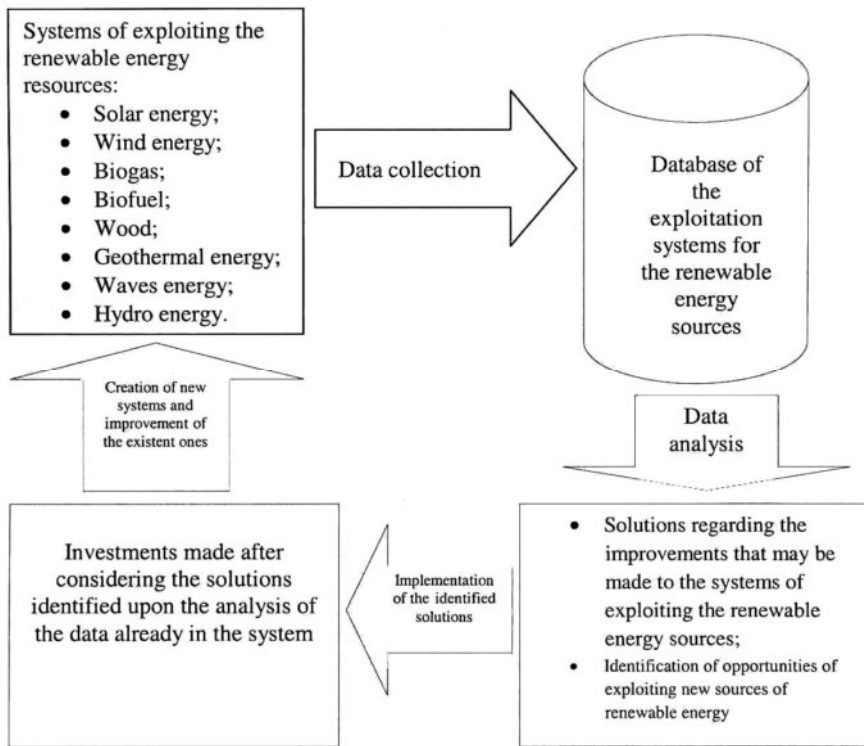 Systems of exploiting the
renewable energy
resources:
• Solar energy;
• Wind energy;
• Biogas;
• Biofuel;
• Wood;
• Geothermal energy;
• Waves energy;
• Hydro energy.
Data collection
Database of
the
exploitation
systems for
the renewable
energy
sources
Data
analysis
• Solutions regarding the
improvements that may be
made to the systems of
exploiting the renewable
energy sources;
• Identification of opportunities of
exploiting new sources of
renewable energy
Implementation
of the identified
solutions
Investments made after
considering the solutions
identified upon the analysis of
the data already in the system
Creation of new
systems and
improvement of
the existent ones